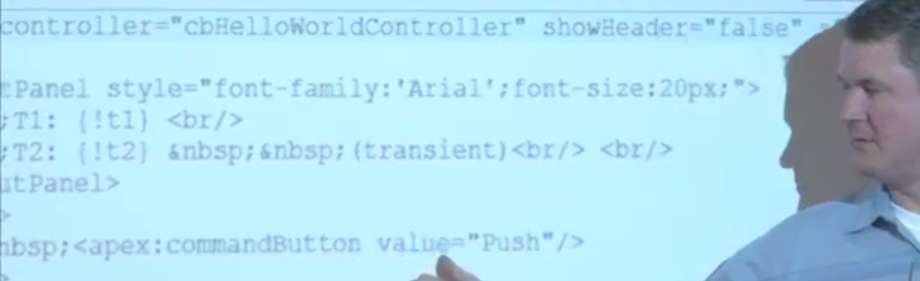 controller="cbHelloWorldController" showHeader="false"
tPanel style="font-family:'Arial';font-size:20px;">
;T1: {!t1} <br/>
;T2: {!t2} &nbsp;&nbsp;(transient)<br/> <br/>
utPanel>
>
nbsp;<apex:commandButton value="Push"/>